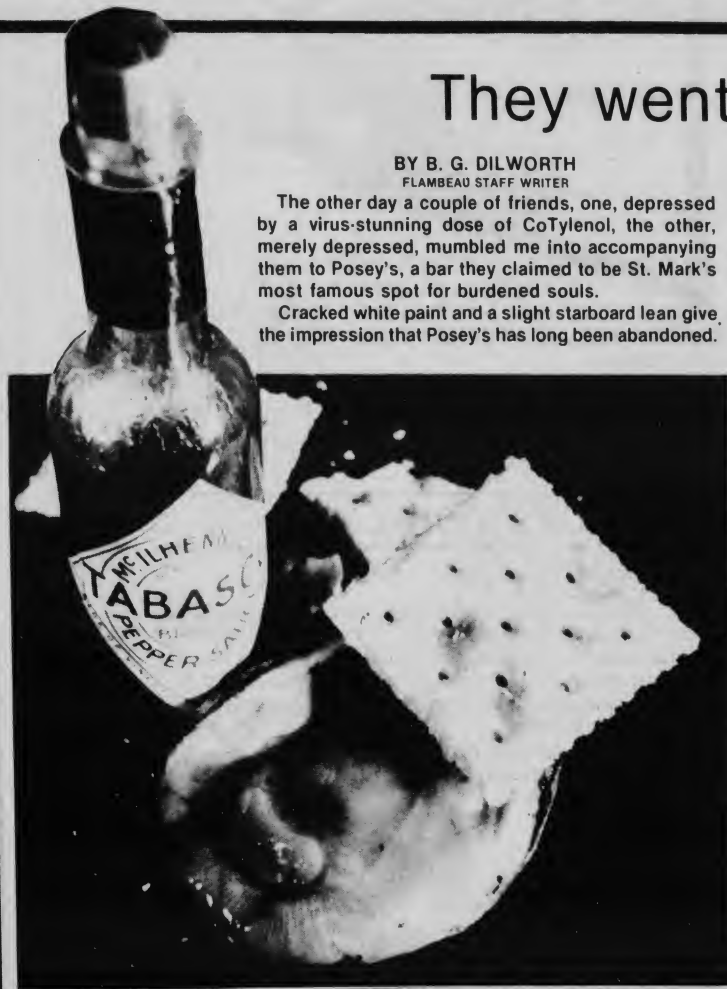 They went
BY B. G. DILWORTH
FLAMBEAU STAFF WRITER
The other day a couple of friends, one, depressed
by a virus-stunning dose of CoTylenol, the other,
merely depressed, mumbled me into accompanying
them to Posey's, a bar they claimed to be St. Mark's
most famous spot for burdened souls.
Cracked white paint and a slight starboard lean give
the impression that Posey's has long been abandoned.
McILHENN
TABASC
PEPPER SAUC